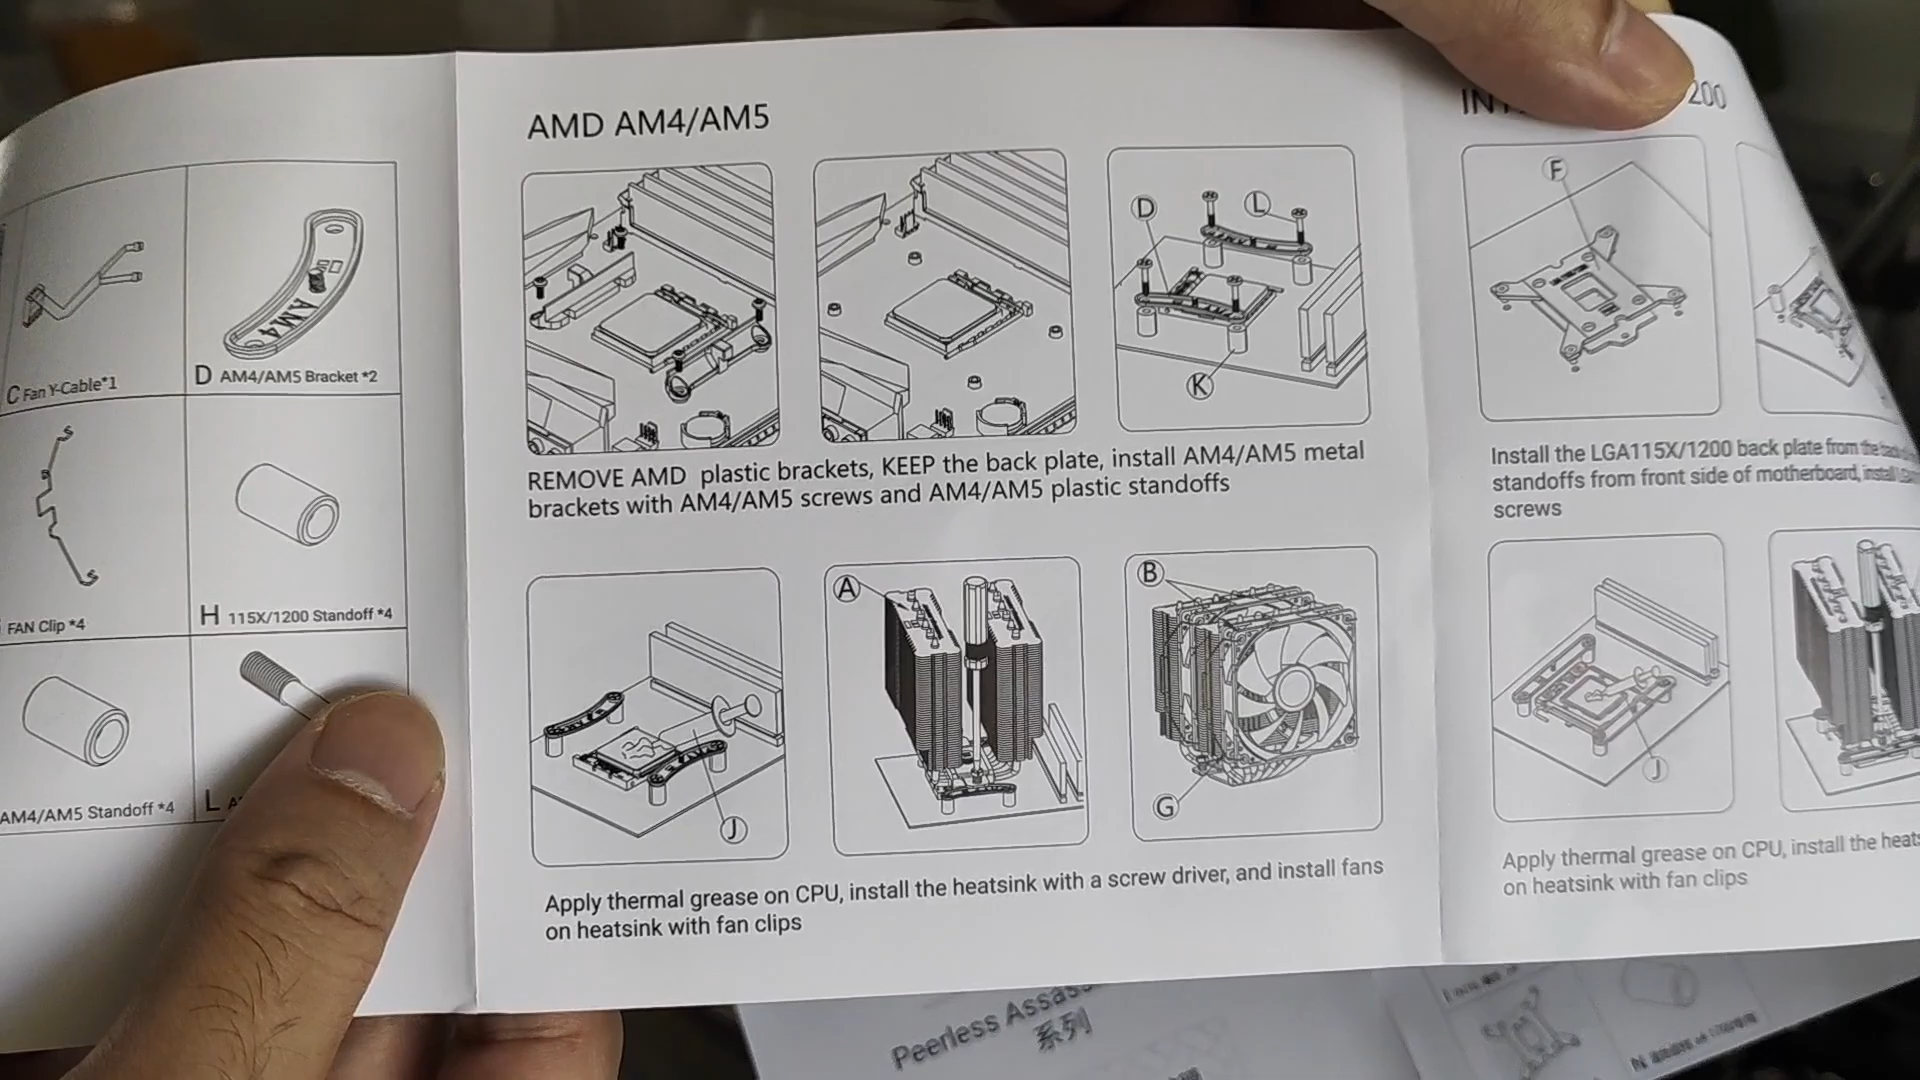 C Fan Y-Cable*1
AM4
D AM4/AM5 Bracket *2
FAN Clip *4
H 115X/1200 Standoff *4
AM4/AM5 Standoff *4
L
AMD AM4/AM5
D
L
K
REMOVE AMD plastic brackets, KEEP the back plate, install AM4/AM5 metal
brackets with AM4/AM5 screws and AM4/AM5 plastic standoffs
J
A
B
G
Apply thermal grease on CPU, install the heatsink with a screw driver, and install fans
on heatsink with fan clips
200
F
Install the LGA115X/1200 back plate from the
standoffs from front side of motherboard, install
screws
J
Apply thermal grease on CPU, install the
on heatsink with fan clips
Peerless
系列